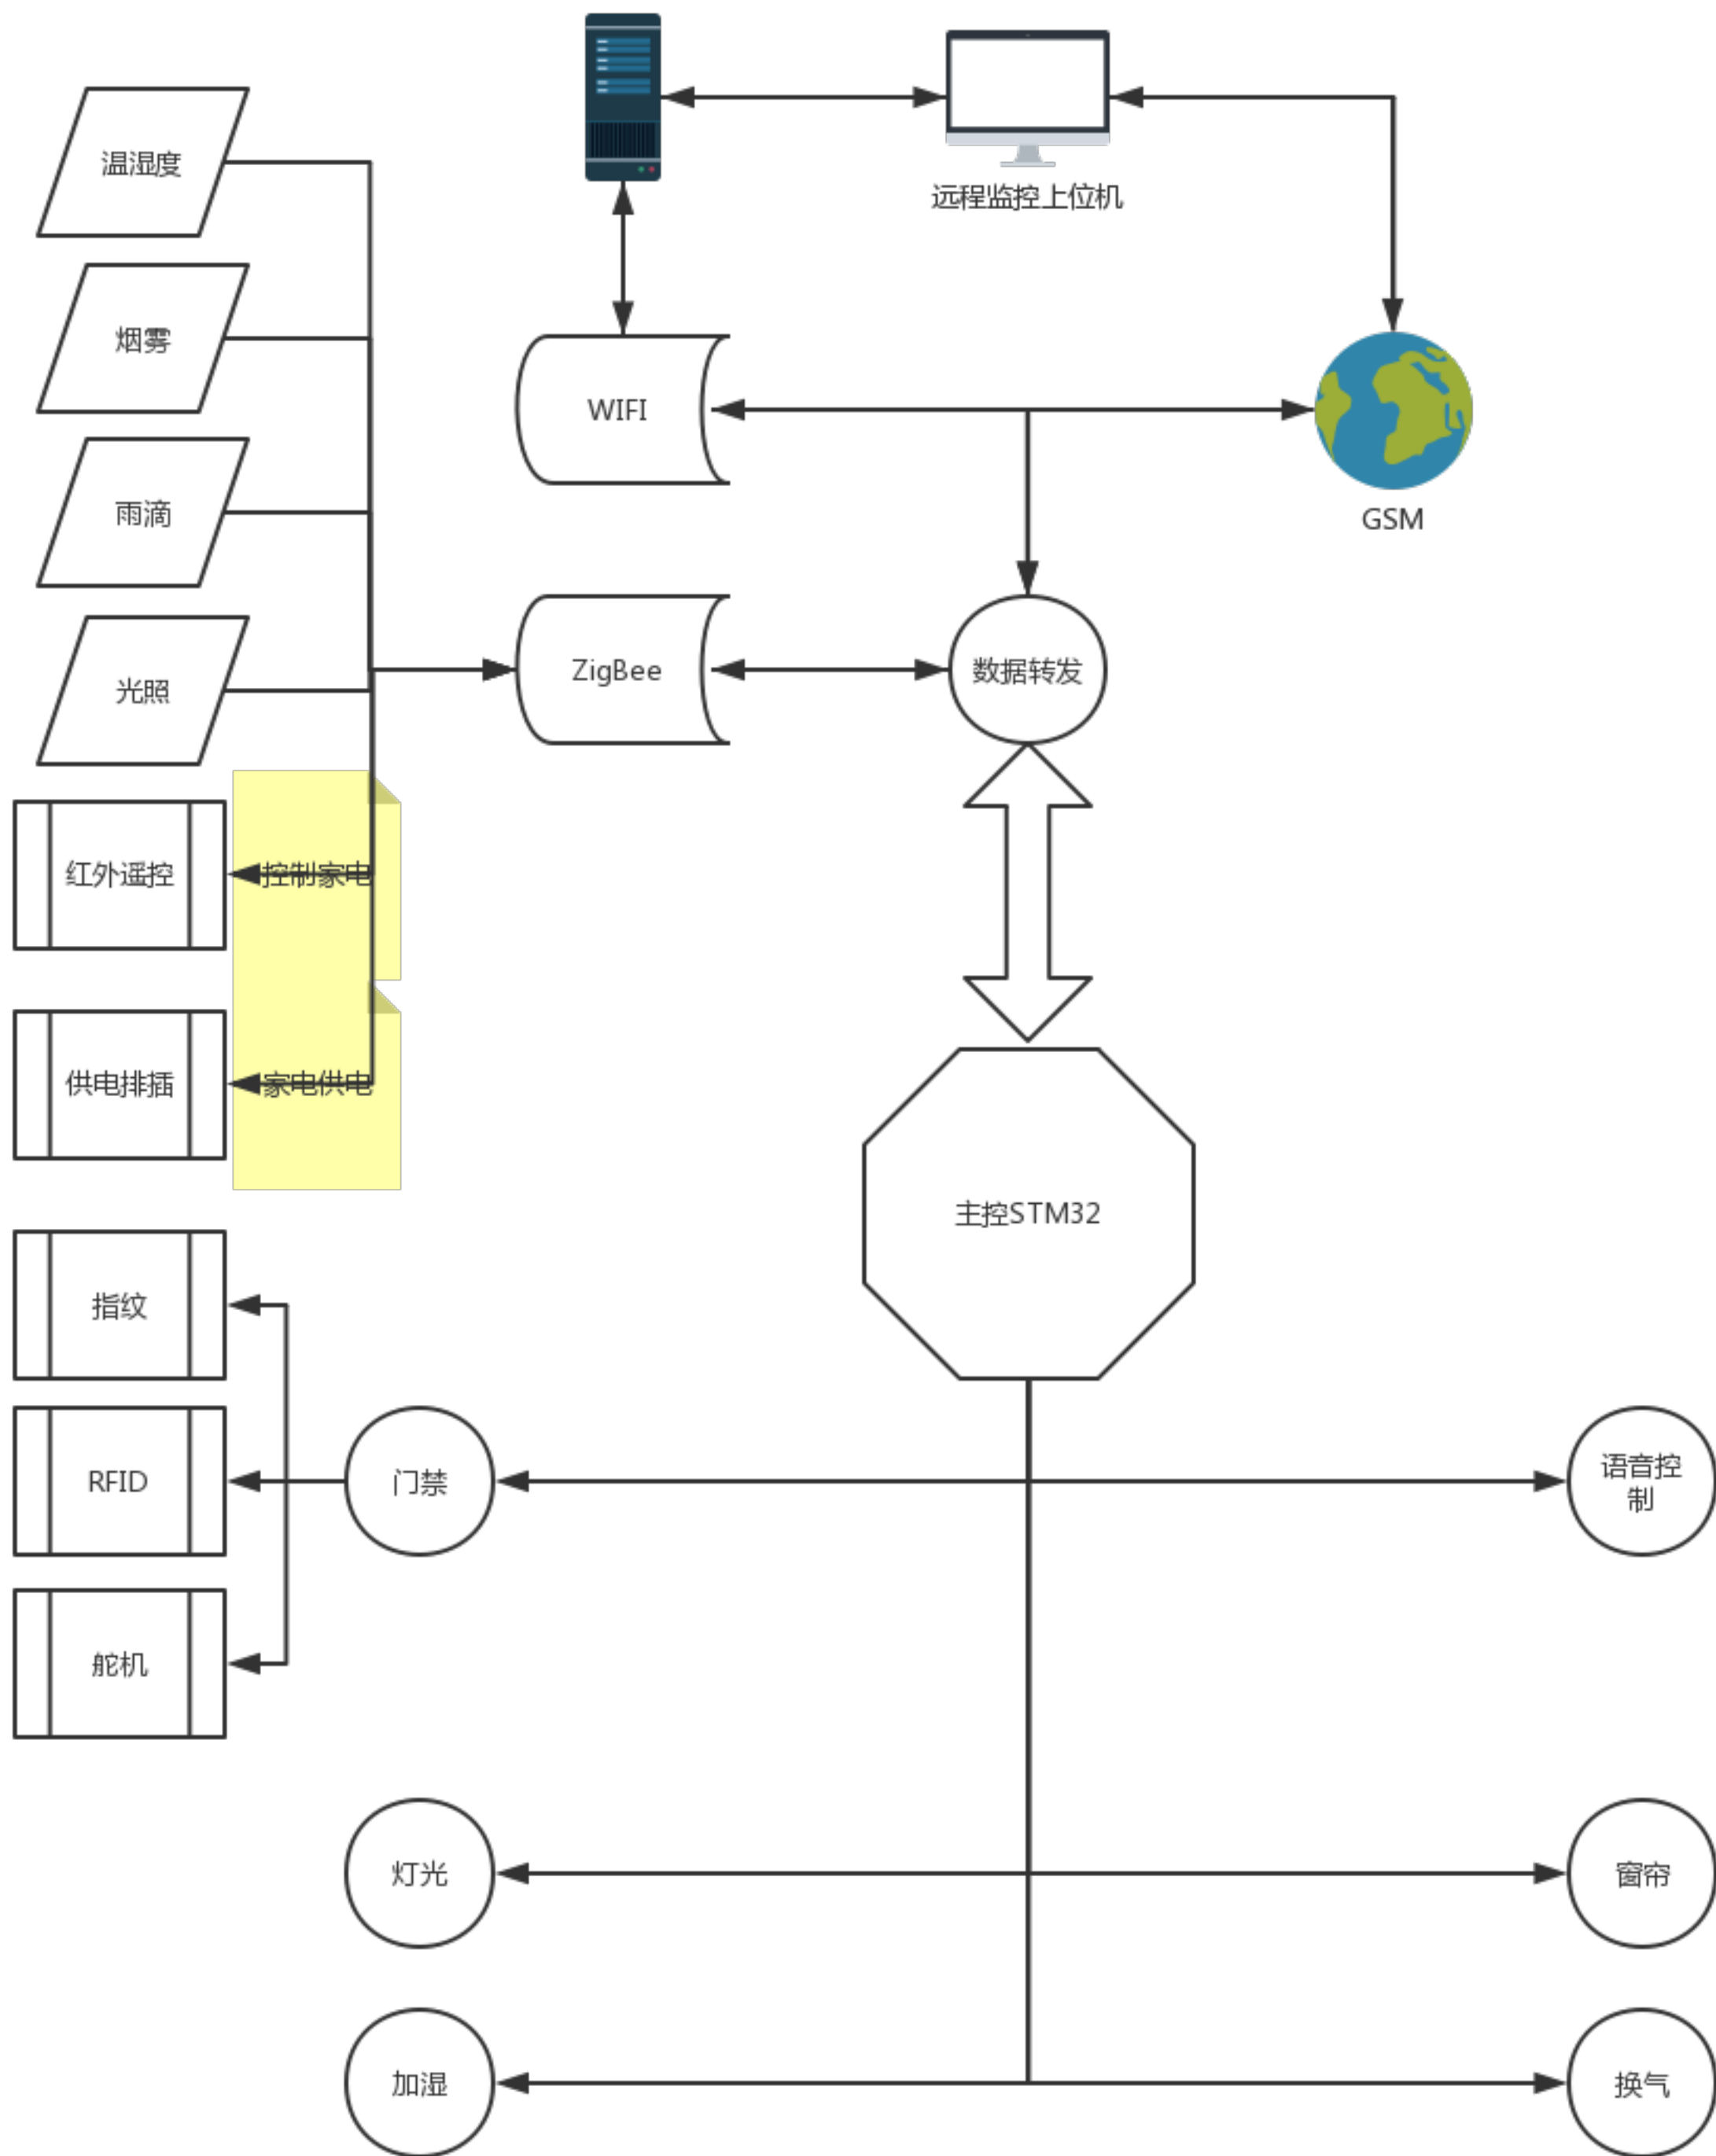 温湿度
远程监控上位机
烟雾
WIFI
雨滴
GSM
光照
ZigBee
数据转发
红外遥控
控制家电
供电排插
家电供电
主控STM32
指纹
RFID
门禁
语音控
制
舵机
灯光
窗帘
加湿
换气